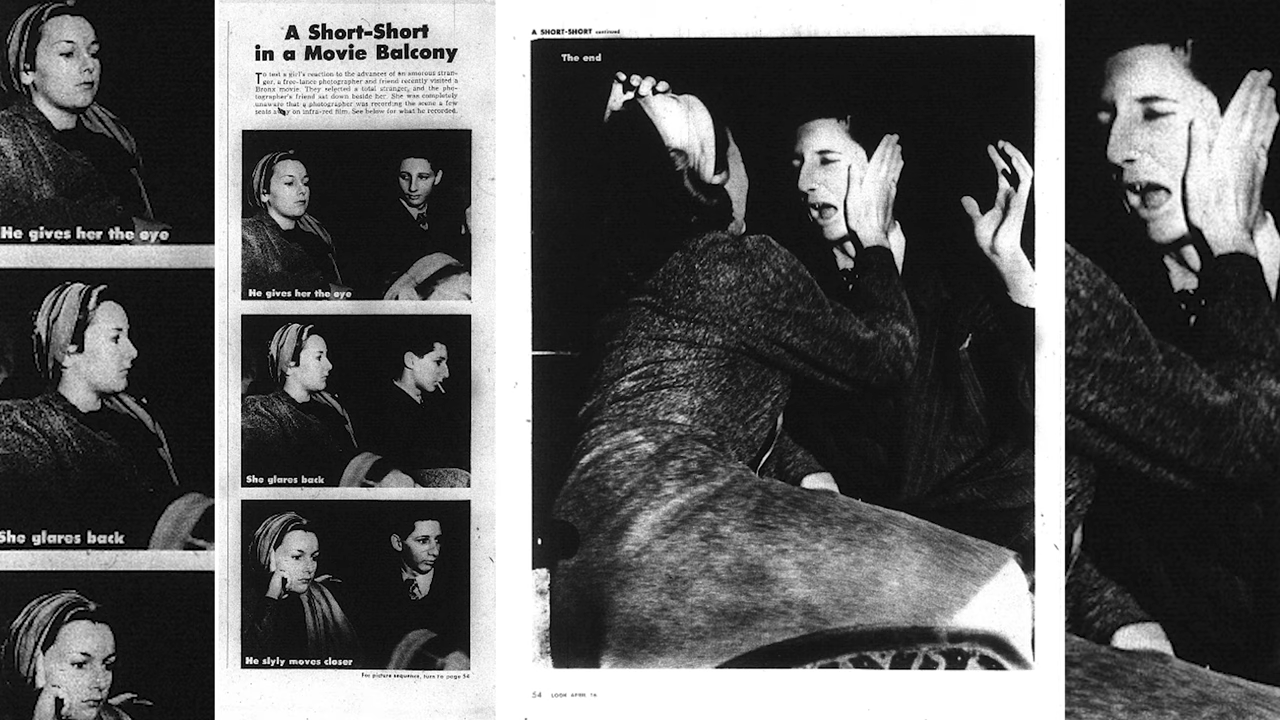 He gives her the eye
She glares back
A Short-Short
in a Movie Balcony
To test a girl's reaction to the advances of an amorous stran-
ger, a free-lance photographer and friend recently visited a
Bronx movie. They selected a total stranger, and the pho-
tographer's friend sat down beside her. She was completely
unaware that a photographer was recording the scene a few
seats away on infra-red film. See below for what he recorded.
He gives her the eye
She glares back
He slyly moves closer
For picture sequence, turn to page 54
A SHORT-SHORT continued
The end
54 LOOK APRIL 16